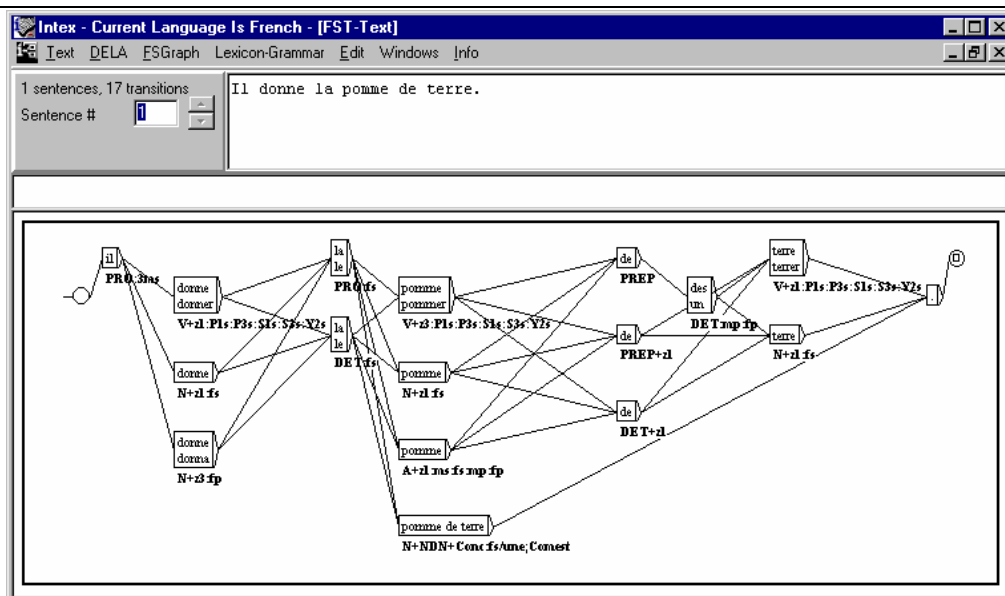 Intex - Current Language Is French - [FST-Text]
Text DELA FSGraph Lexicon-Grammar Edit Windows Info
1 sentences, 17 transitions
Sentence # 1
Il donne la pomme de terre.
il
PRO:3ms
donne
donner
V+z1:P1s:P3s:S1s:S3s:Y2s
donne
N+z1:fs
donne
donna
N+z3:fp
la
le
PRO:fs
la
le
DET:fs
pomme
pommer
V+z3:P1s:P3s:S1s:S3s:Y2s
pomme
N+z1:fs
pomme
A+z1:ms:fs:mp:fp
pomme de terre
N+NDN+Conc:fs/une;Comest
de
PREP
de
PREP+z1
de
DET+z1
des
un
DET:mp:fp
terre
terrer
V+z1:P1s:P3s:S1s:S3s:Y2s
terre
N+z1:fs
.